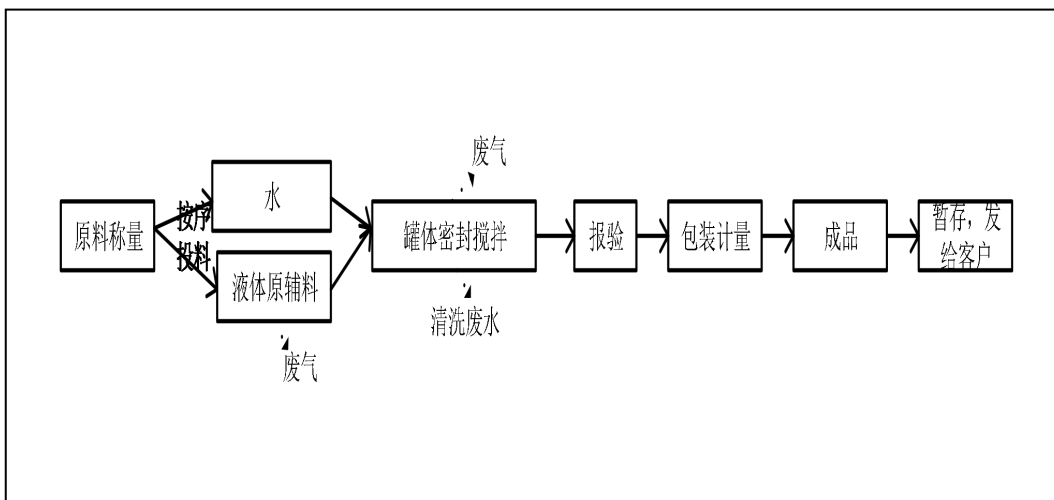 废气
水
按序
原料称量
罐体密封搅拌
报验
包装计量
成品
暂存，发
给客户
投料
液体原辅料
清洗废水
废气